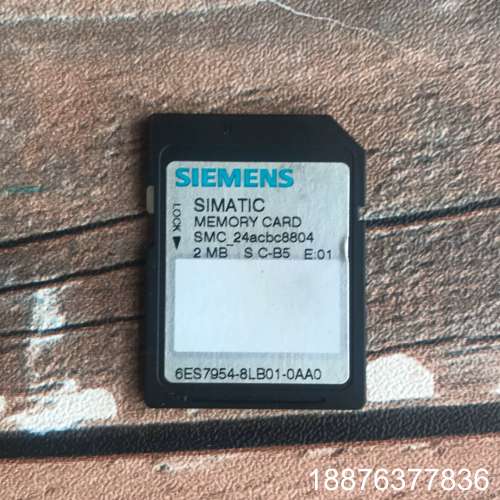 SIEMENS
SIMATIC
MEMORY CARD
SMC_24acbc8804
2 MB S C-B5 E:01
LOCK
6ES7954-8LB01-0AA0
18876377836